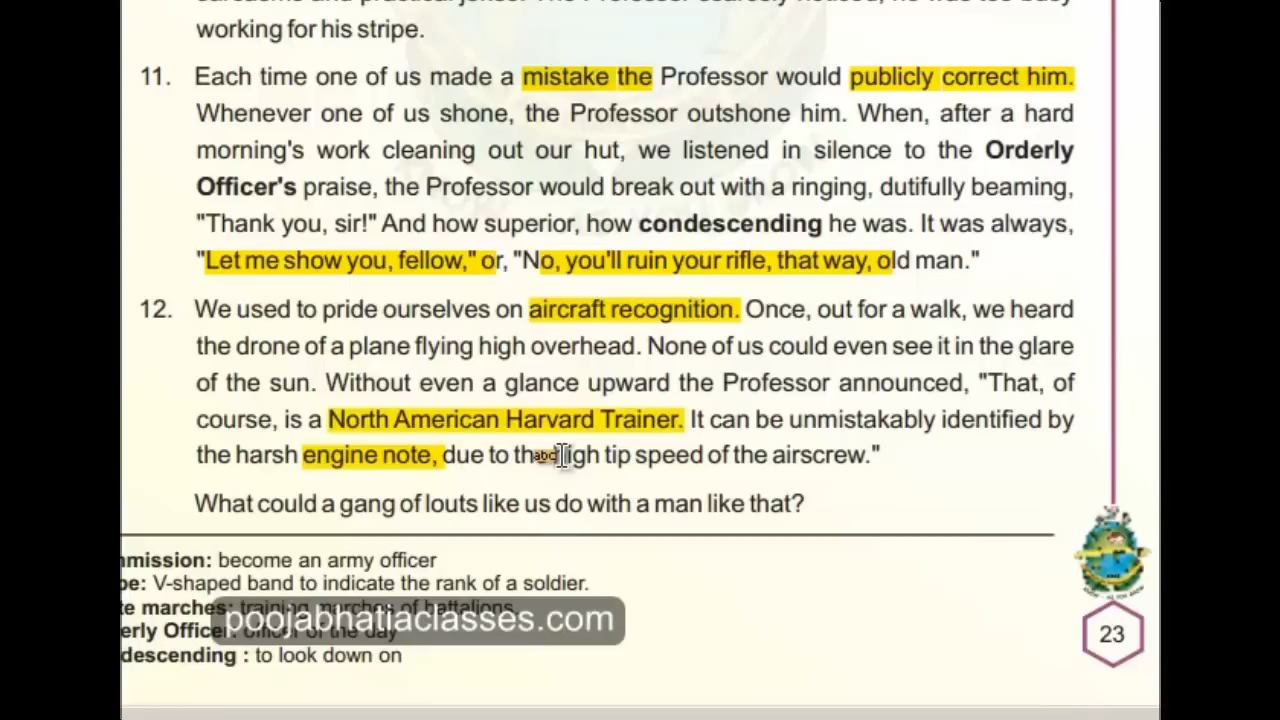 working for his stripe.
11. Each time one of us made a mistake the Professor would publicly correct him.
Whenever one of us shone, the Professor outshone him. When, after a hard
morning's work cleaning out our hut, we listened in silence to the Orderly
Officer's praise, the Professor would break out with a ringing, dutifully beaming,
"Thank you, sir!" And how superior, how condescending he was. It was always,
"Let me show you, fellow," or, "No, you'll ruin your rifle, that way, old man."
12. We used to pride ourselves on aircraft recognition. Once, out for a walk, we heard
the drone of a plane flying high overhead. None of us could even see it in the glare
of the sun. Without even a glance upward the Professor announced, "That, of
course, is a North American Harvard Trainer. It can be unmistakably identified by
the harsh engine note, due to the high tip speed of the airscrew."
What could a gang of louts like us do with a man like that?
mmission: become an army officer
pe: V-shaped band to indicate the rank of a soldier.
te marches: training marches of battalions
erly Officer: officer of the day
descending : to look down on
poojabhatiaclasses.com
23